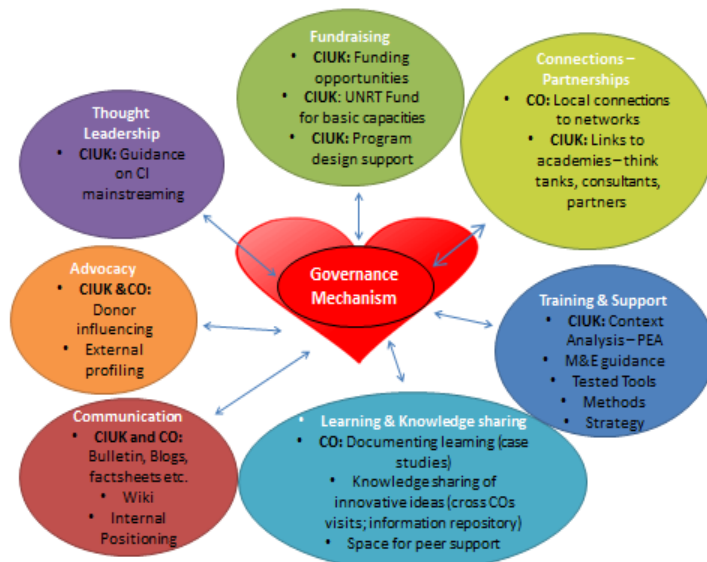 Fundraising
• CIUK: Funding
opportunities
• CIUK: UNRT Fund
for basic capacities
• CIUK: Program
design support
Connections –
Partnerships
• CO: Local connections
to networks
• CIUK: Links to
academies – think
tanks, consultants,
partners
Thought
Leadership
• CIUK: Guidance
on CI
mainstreaming
Governance
Mechanism
Advocacy
• CIUK &CO:
Donor
influencing
• External
profiling
Training & Support
• CIUK: Context
Analysis – PEA
• M&E guidance
• Tested Tools
• Methods
• Strategy
Communication
• CIUK and CO:
Bulletin, Blogs,
factsheets etc.
• Wiki
• Internal
Positioning
• Learning & Knowledge sharing
• CO: Documenting learning (case
studies)
• Knowledge sharing of
innovative ideas (cross COs
visits; information repository)
• Space for peer support